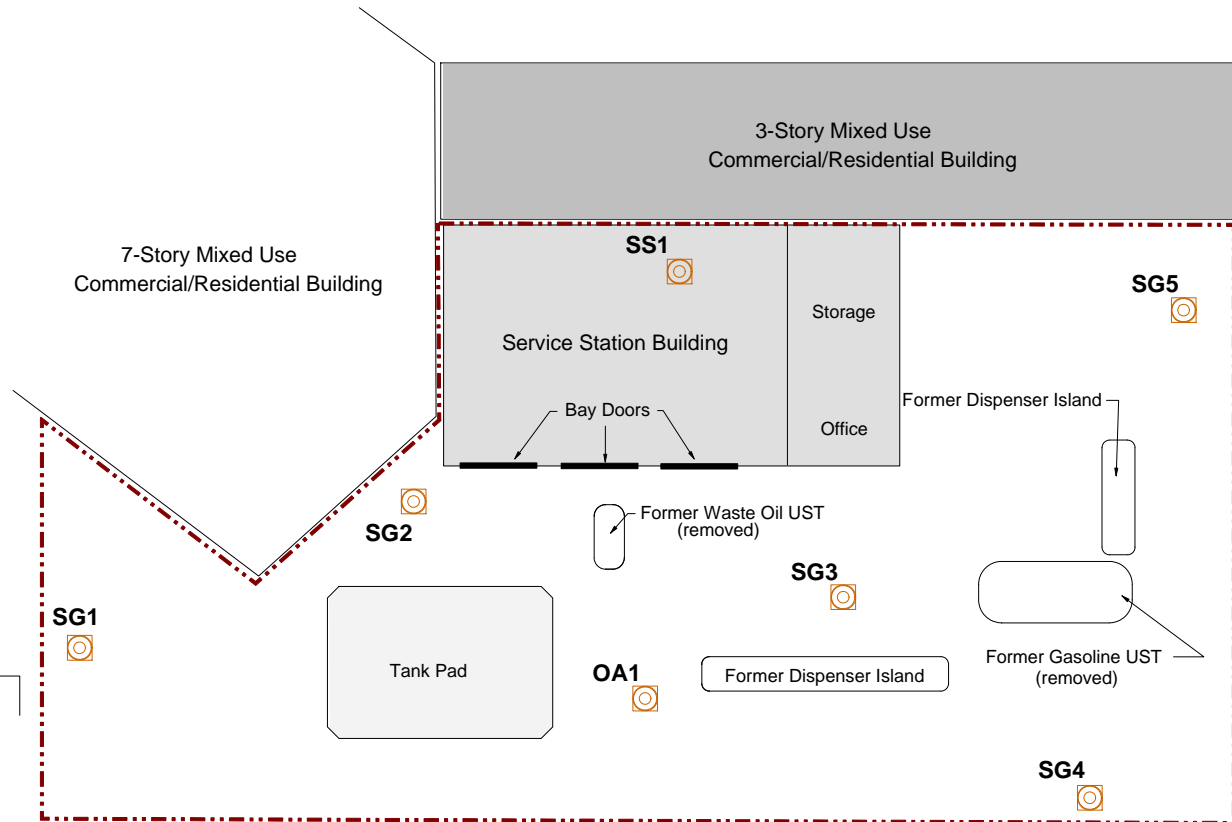 3-Story Mixed Use
Commercial/Residential Building
7-Story Mixed Use
Commercial/Residential Building
SS1
SG5
Storage
Service Station Building
Former Dispenser Island
Bay Doors
Office
Former Waste Oil UST
(removed)
SG2
SG3
SG1
Tank Pad
OA1
Former Dispenser Island
Former Gasoline UST
(removed)
SG4